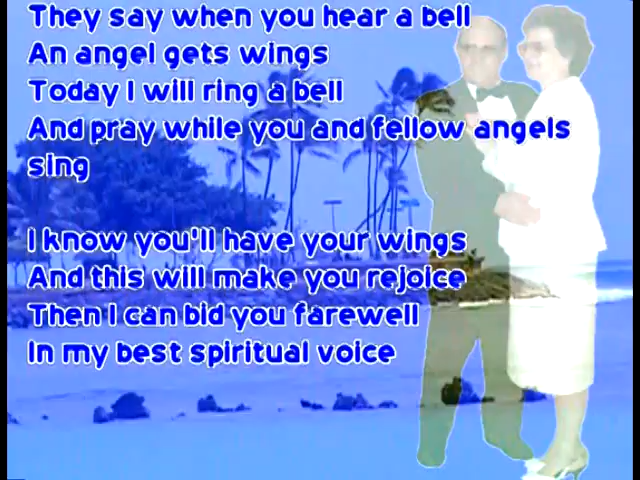 They say when you hear a bell
An angel gets wings
Today I will ring a bell
And pray while you and fellow angels
sing
I know you'll have your wings
And this will make you rejoice
Then I can bid you farewell
In my best spiritual voice